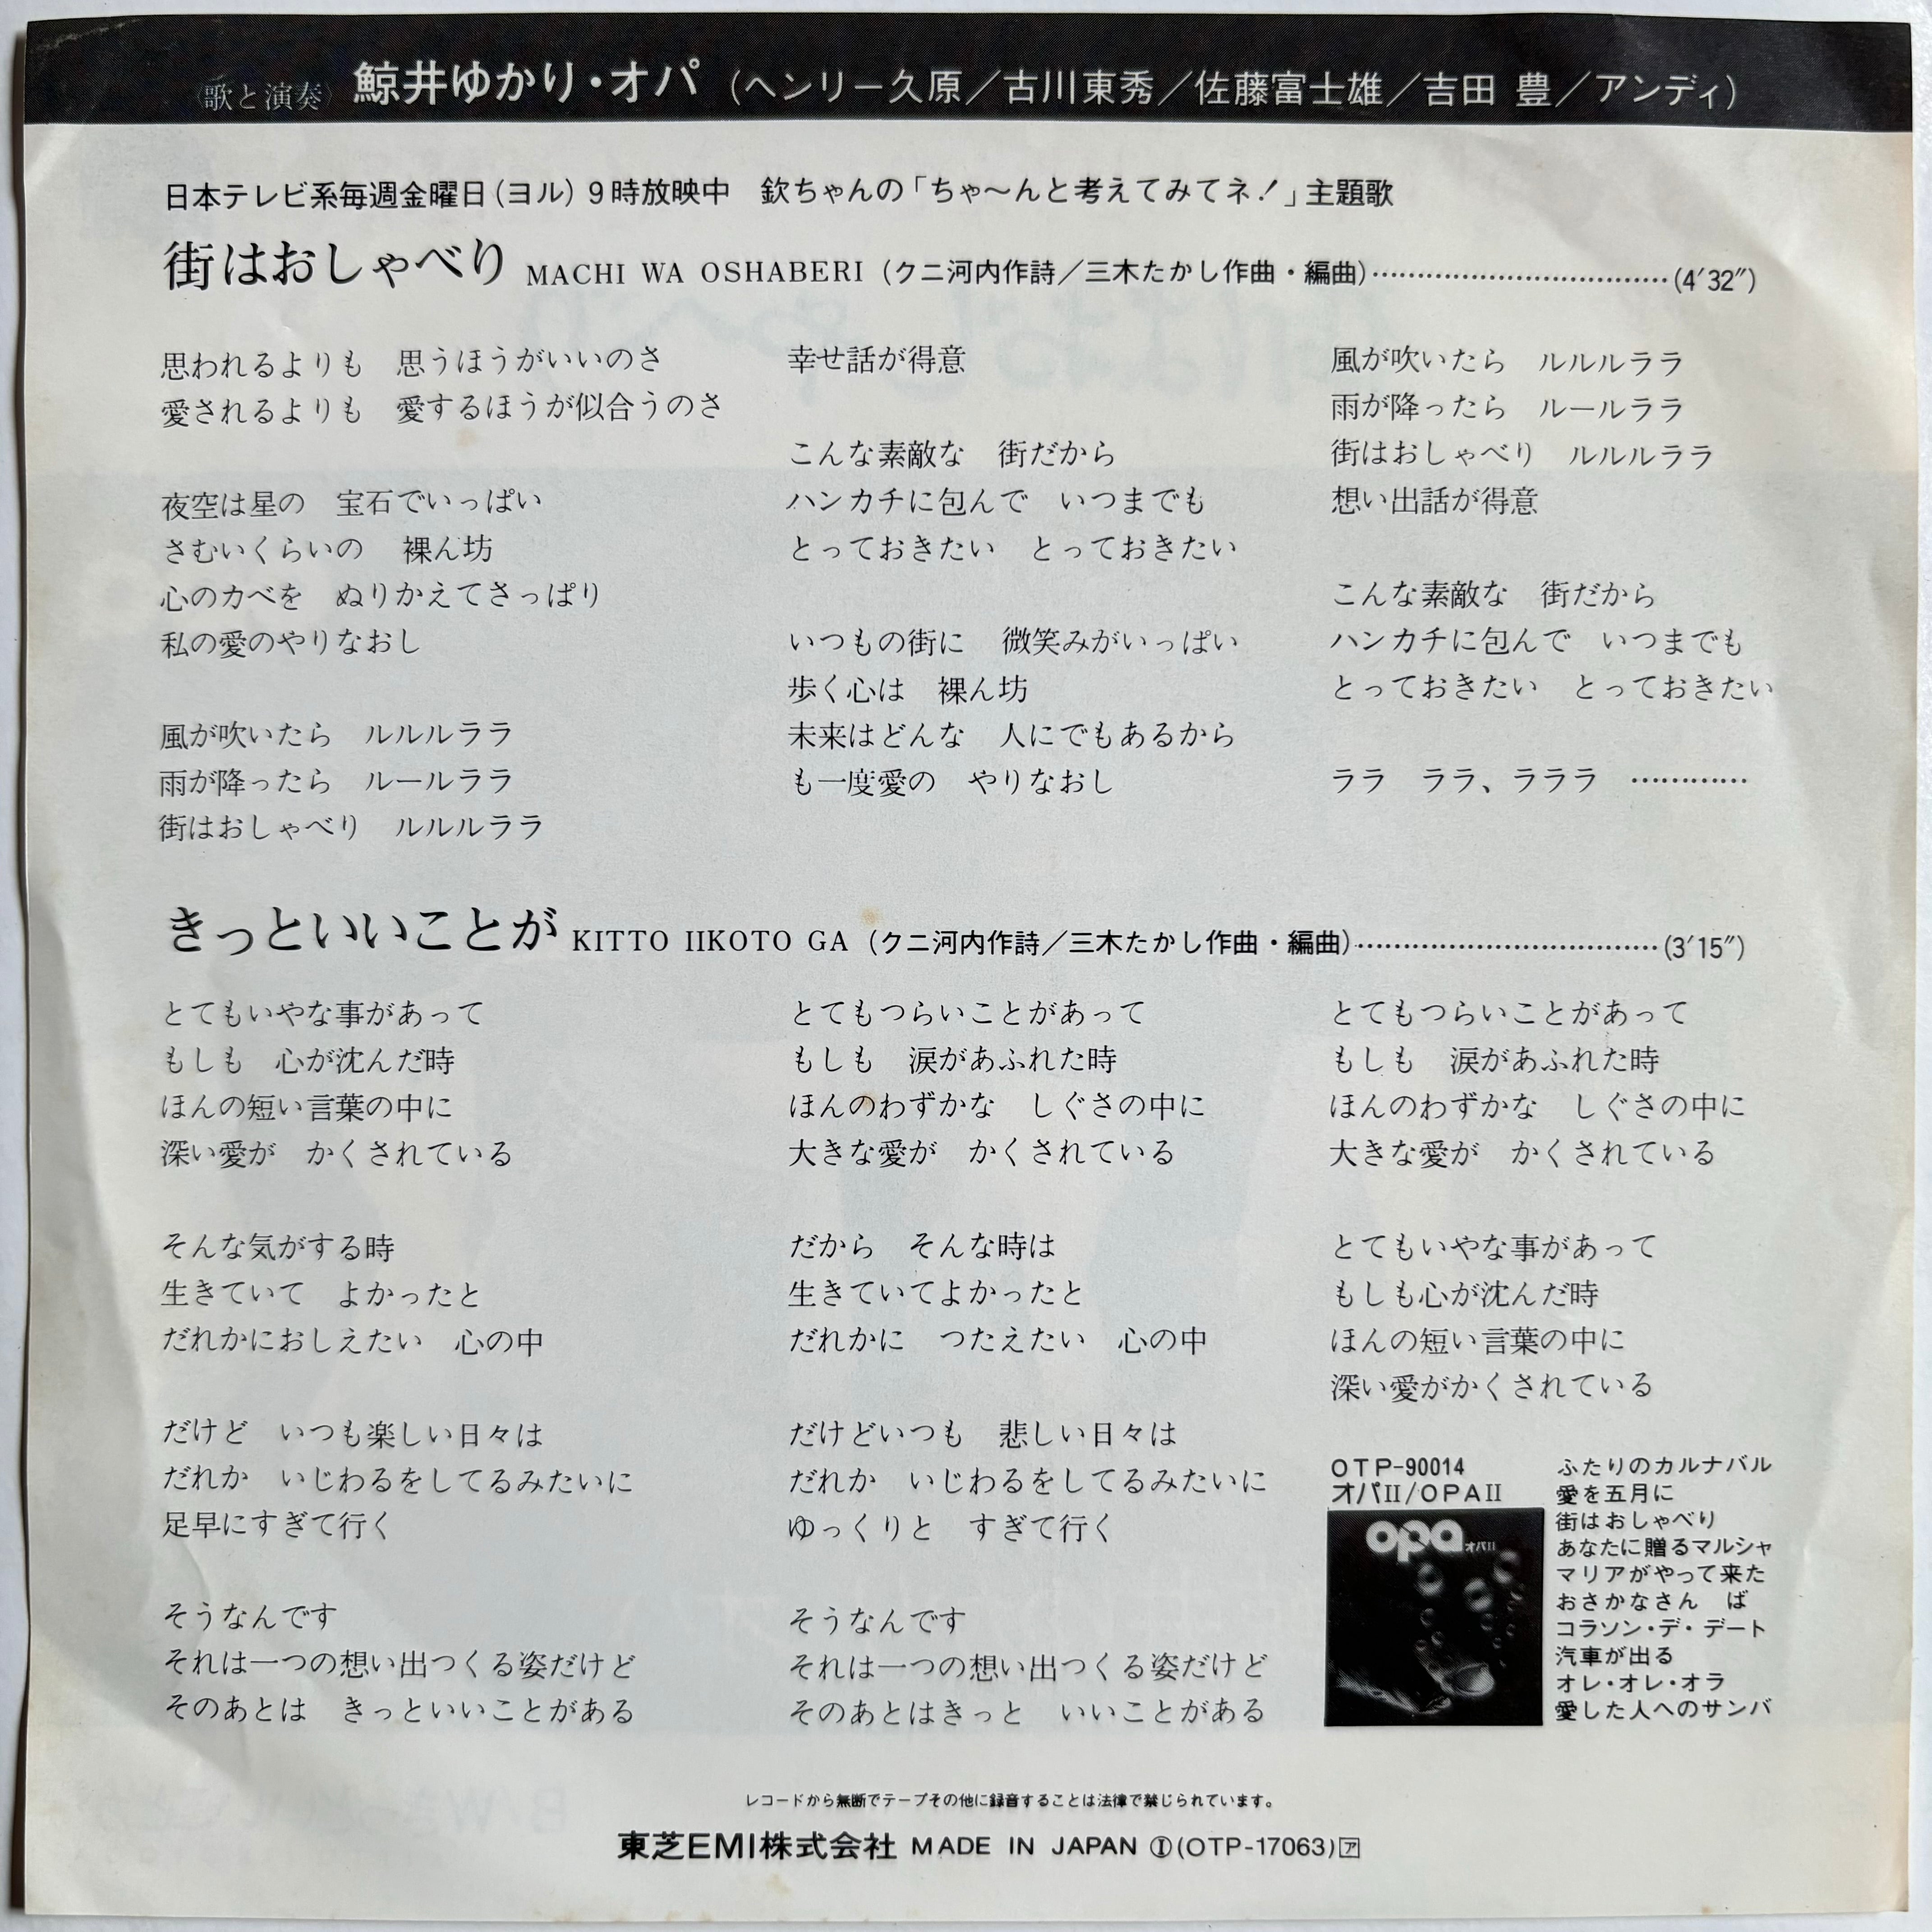 〈歌と演奏〉鯨井ゆかり・オパ（ヘンリー久原／古川東秀／佐藤富士雄／吉田 豊／アンディ）
日本テレビ系毎週金曜日(ヨル)９時放映中　欽ちゃんの「ちゃ〜んと考えてみてネ！」主題歌
街はおしゃべり MACHI WA OSHABERI (クニ河内作詩／三木たかし作曲・編曲)………………………………(4′32″)
思われるよりも　思うほうがいいのさ
愛されるよりも　愛するほうが似合うのさ
夜空は星の　宝石でいっぱい
さむいくらいの　裸ん坊
心のカベを　ぬりかえてさっぱり
私の愛のやりなおし
風が吹いたら　ルルルララ
雨が降ったら　ルールララ
街はおしゃべり　ルルルララ
幸せ話が得意
こんな素敵な　街だから
ハンカチに包んで　いつまでも
とっておきたい　とっておきたい
いつもの街に　微笑みがいっぱい
歩く心は　裸ん坊
未来はどんな　人にでもあるから
も一度愛の　やりなおし
風が吹いたら　ルルルララ
雨が降ったら　ルールララ
街はおしゃべり　ルルルララ
想い出話が得意
こんな素敵な　街だから
ハンカチに包んで　いつまでも
とっておきたい　とっておきたい
ララ　ララ、ラララ　…………
きっといいことが KITTO IIKOTO GA (クニ河内作詩／三木たかし作曲・編曲)………………………………(3′15″)
とてもいやな事があって
もしも　心が沈んだ時
ほんの短い言葉の中に
深い愛が　かくされている
そんな気がする時
生きていて　よかったと
だれかにおしえたい　心の中
だけど　いつも楽しい日々は
だれか　いじわるをしてるみたいに
足早にすぎて行く
そうなんです
それは一つの想い出つくる姿だけど
そのあとは　きっといいことがある
とてもつらいことがあって
もしも　涙があふれた時
ほんのわずかな　しぐさの中に
大きな愛が　かくされている
だから　そんな時は
生きていてよかったと
だれかに　つたえたい　心の中
だけどいつも　悲しい日々は
だれか　いじわるをしてるみたいに
ゆっくりと　すぎて行く
そうなんです
それは一つの想い出つくる姿だけど
そのあとはきっと　いいことがある
とてもつらいことがあって
もしも　涙があふれた時
ほんのわずかな　しぐさの中に
大きな愛が　かくされている
とてもいやな事があって
もしも心が沈んだ時
ほんの短い言葉の中に
深い愛がかくされている
OTP-90014
オパII/OPAII
opa オパII
ふたりのカルナバル
愛を五月に
街はおしゃべり
あなたに贈るマルシャ
マリアがやって来た
おさかなさん　ば
コラソン・デ・デート
汽車が出る
オレ・オレ・オラ
愛した人へのサンバ
レコードから無断でテープその他に録音することは法律で禁じられています。
東芝EMI株式会社 MADE IN JAPAN Ⓘ(OTP-17063)ア